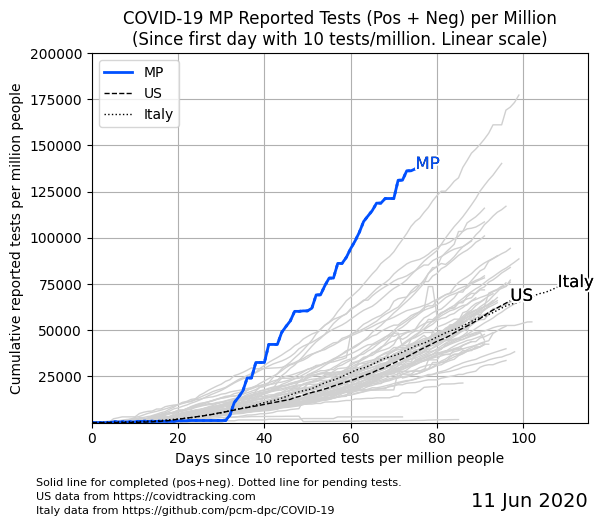 COVID-19 MP Reported Tests (Pos + Neg) per Million
(Since first day with 10 tests/million. Linear scale)
Cumulative reported tests per million people
200000
175000
150000
125000
100000
75000
50000
25000
MP
US
Italy
MP
Italy
US
0 20 40 60 80 100
Days since 10 reported tests per million people
Solid line for completed (pos+neg). Dotted line for pending tests.
US data from https://covidtracking.com
Italy data from https://github.com/pcm-dpc/COVID-19
11 Jun 2020